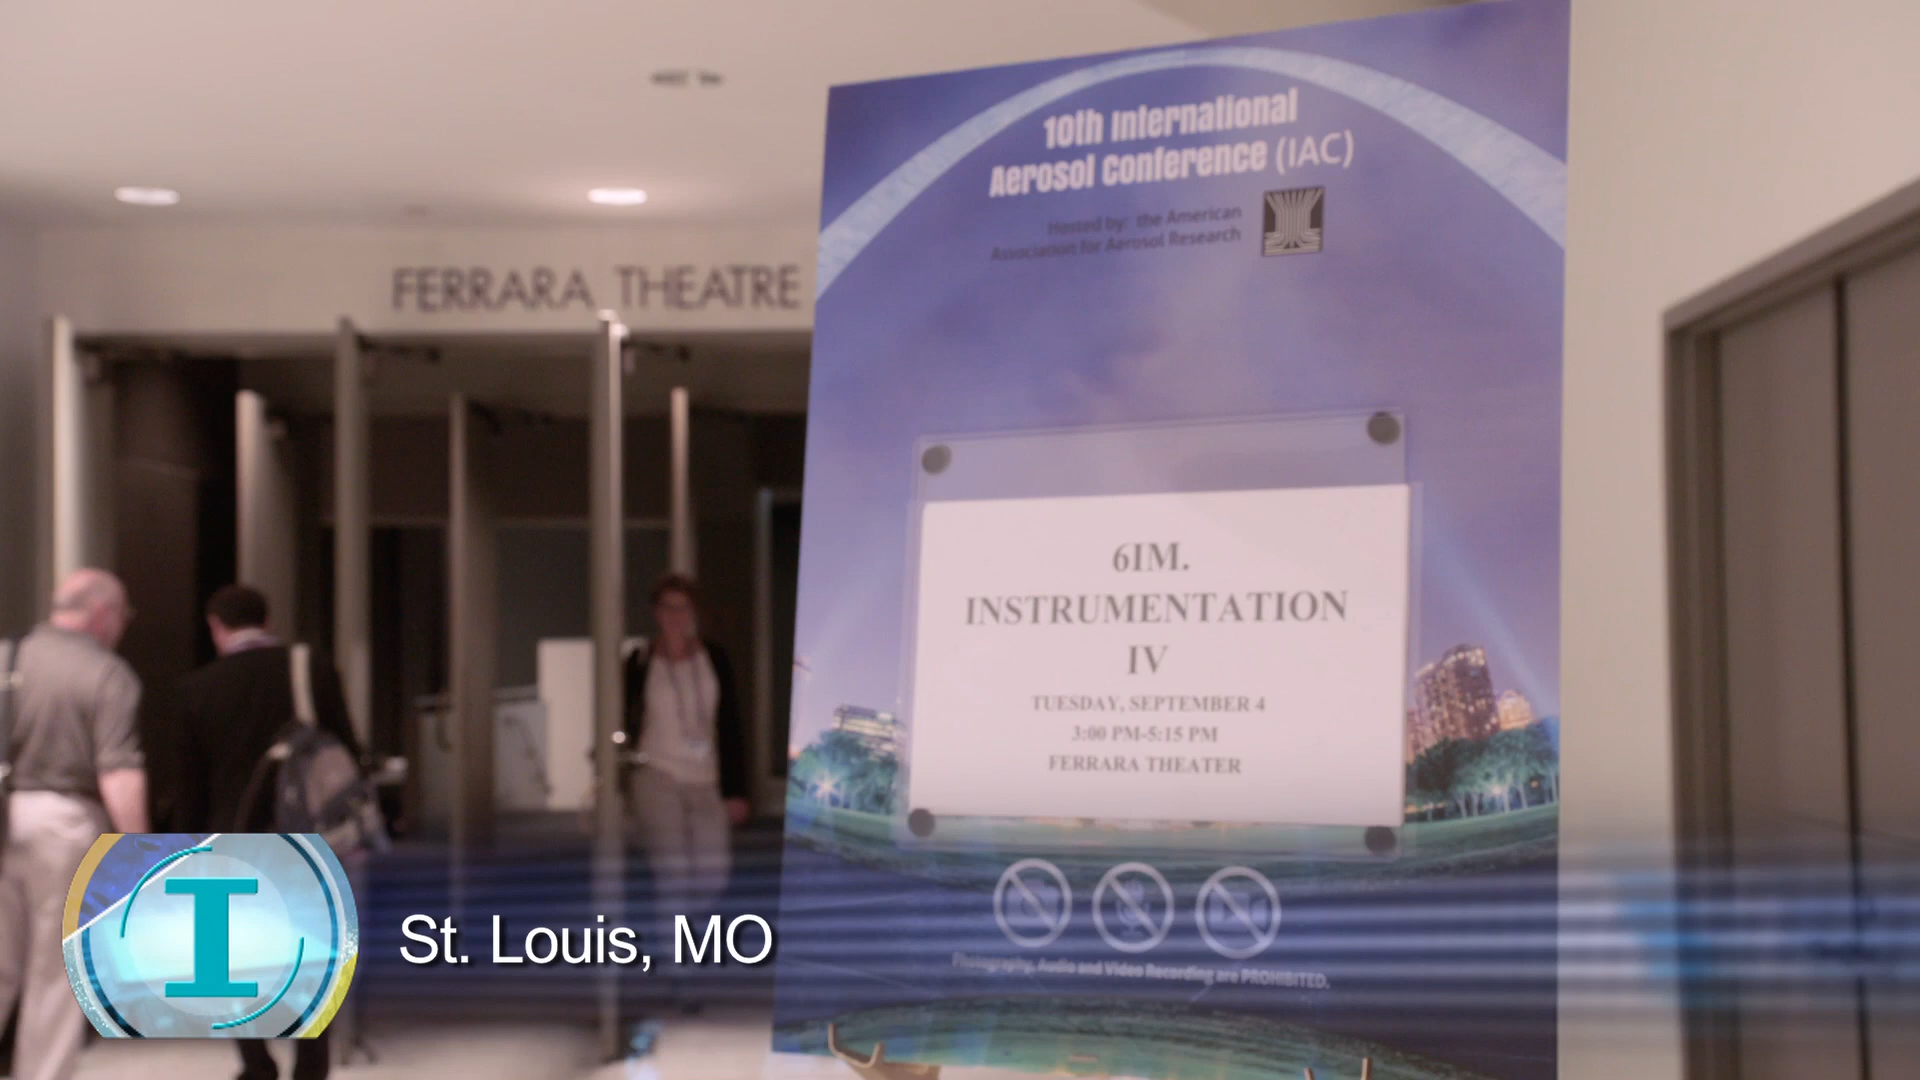 10th International
Aerosol Conference (IAC)
Hosted by: the American
Association for Aerosol Research
FERRARA THEATRE
6IM.
INSTRUMENTATION
IV
TUESDAY, SEPTEMBER 4
3:00 PM-5:15 PM
FERRARA THEATER
Photography, Audio and Video Recording are PROHIBITED.
I
St. Louis, MO